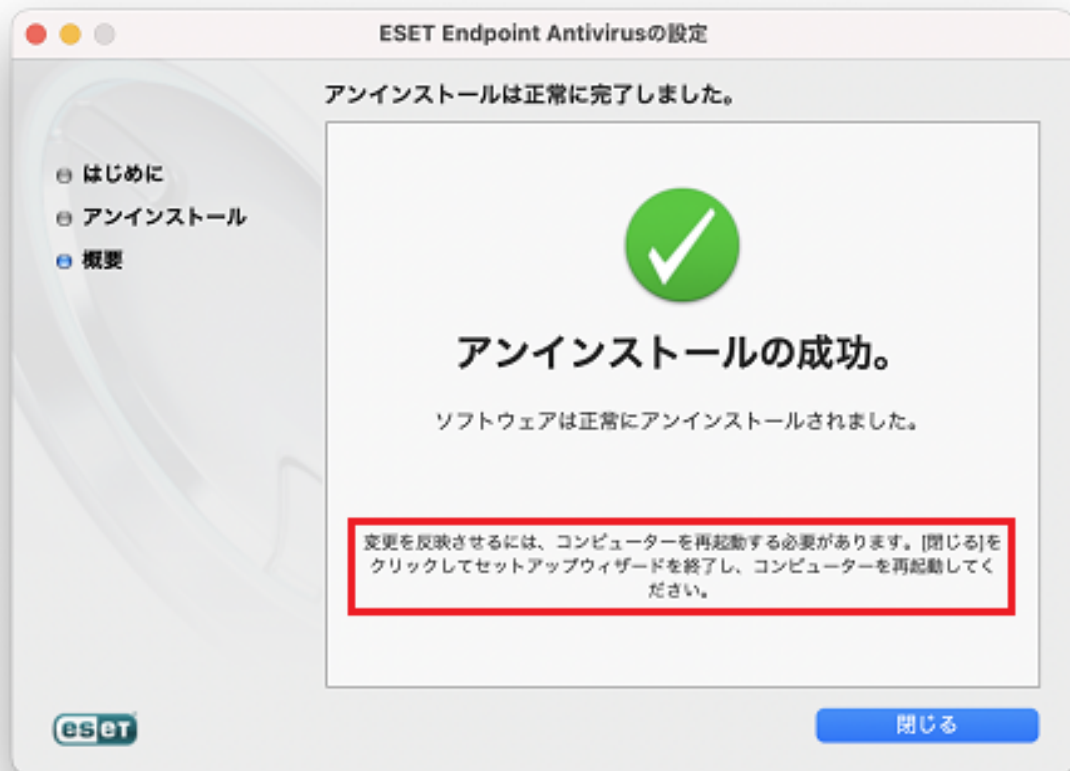 ESET Endpoint Antivirusの設定
アンインストールは正常に完了しました。
はじめに
アンインストール
概要
アンインストールの成功。
ソフトウェアは正常にアンインストールされました。
変更を反映させるには、コンピューターを再起動する必要があります。[閉じる]を
クリックしてセットアップウィザードを終了し、コンピューターを再起動してく
ださい。
eset
閉じる